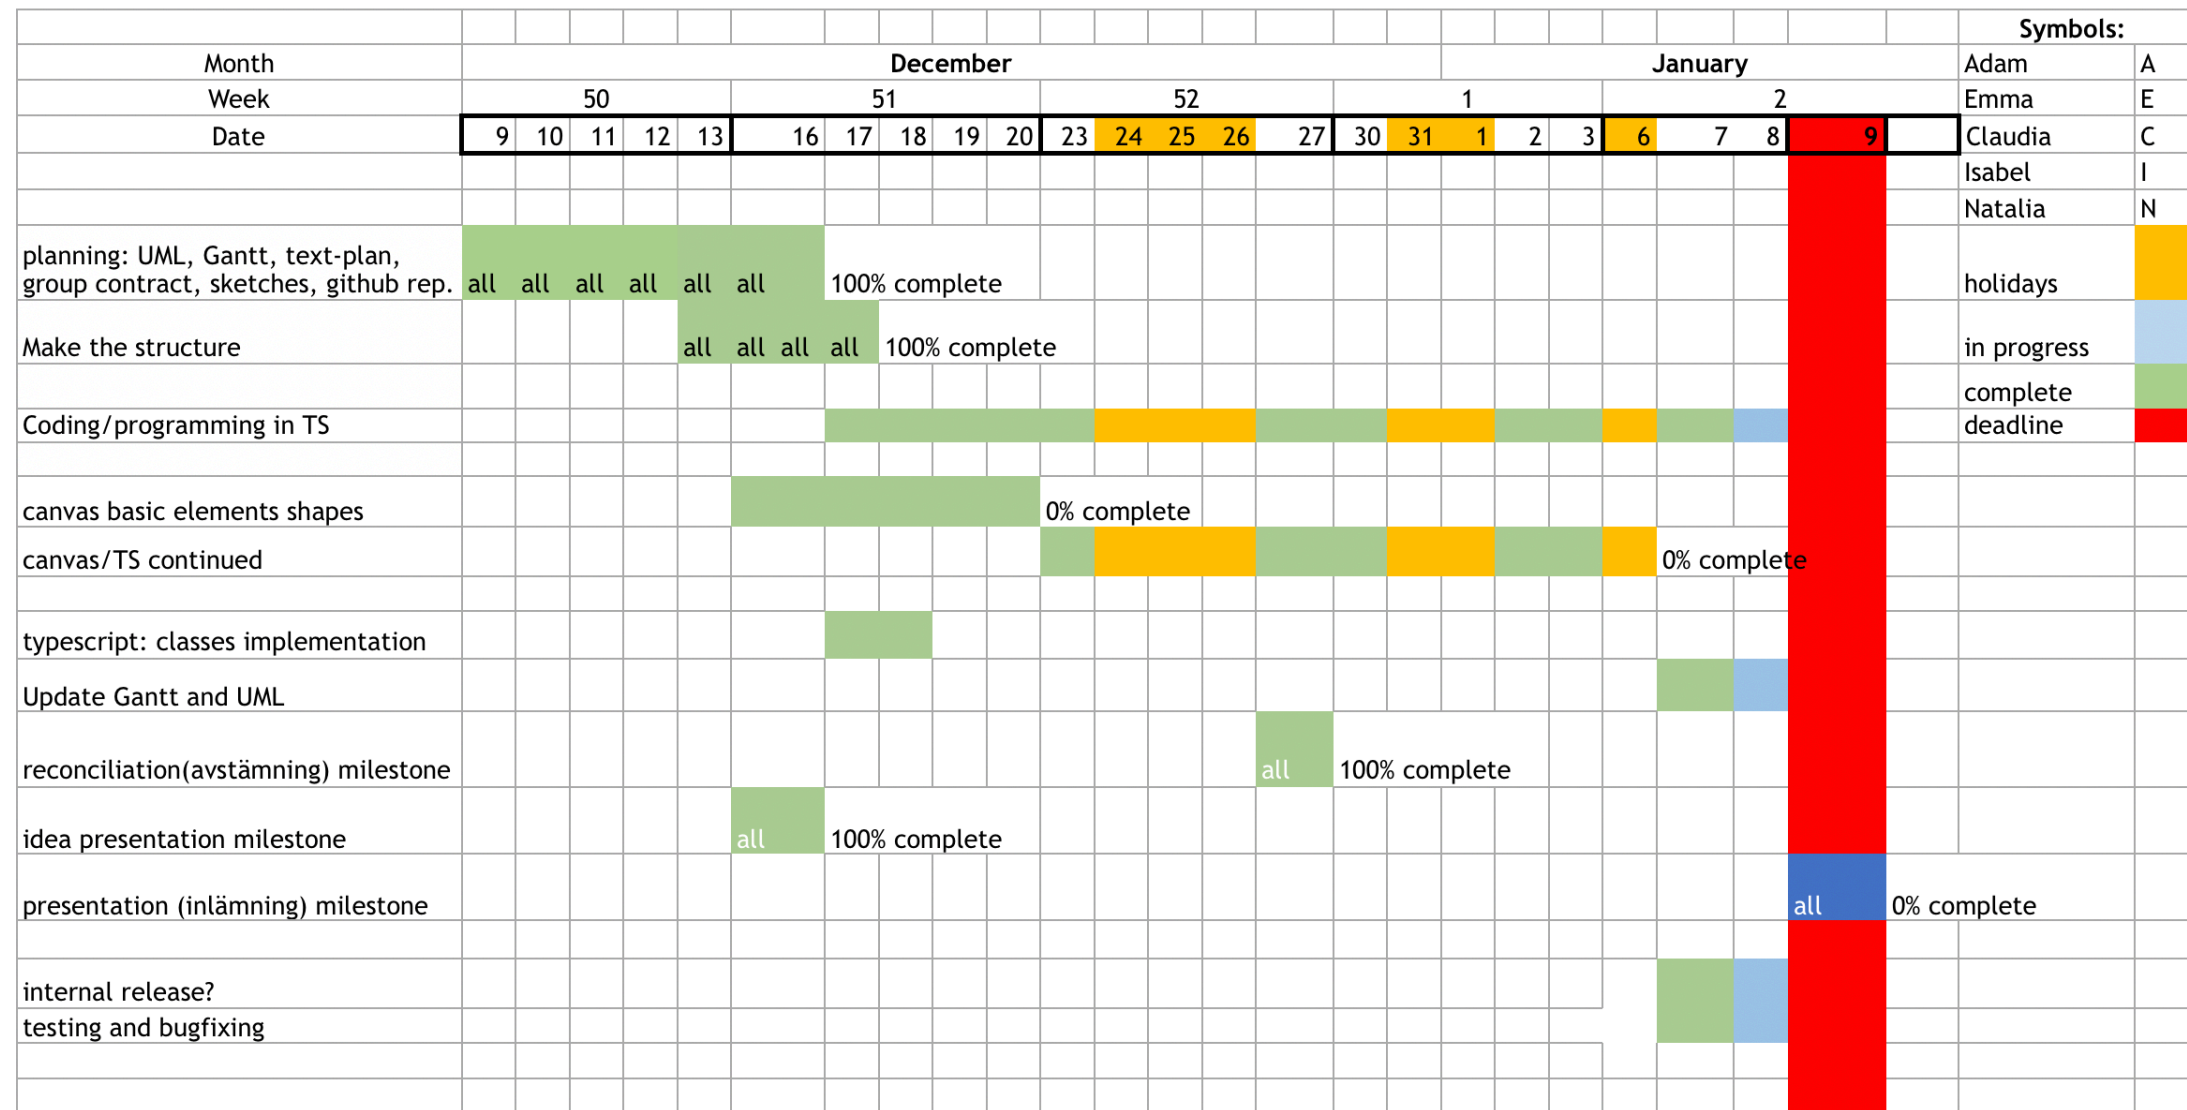 Symbols:
Month December January Adam A
Week 50 51 52 1 2 Emma E
Date 9 10 11 12 13 16 17 18 19 20 23 24 25 26 27 30 31 1 2 3 6 7 8 9 Claudia C
Isabel I
Natalia N
planning: UML, Gantt, text-plan,
group contract, sketches, github rep. all all all all all all 100% complete holidays
Make the structure all all all all 100% complete in progress
complete
Coding/programming in TS deadline
canvas basic elements shapes 0% complete
canvas/TS continued 0% complete
typescript: classes implementation
Update Gantt and UML
reconciliation(avstämning) milestone all 100% complete
idea presentation milestone all 100% complete
presentation (inlämning) milestone all 0% complete
internal release?
testing and bugfixing